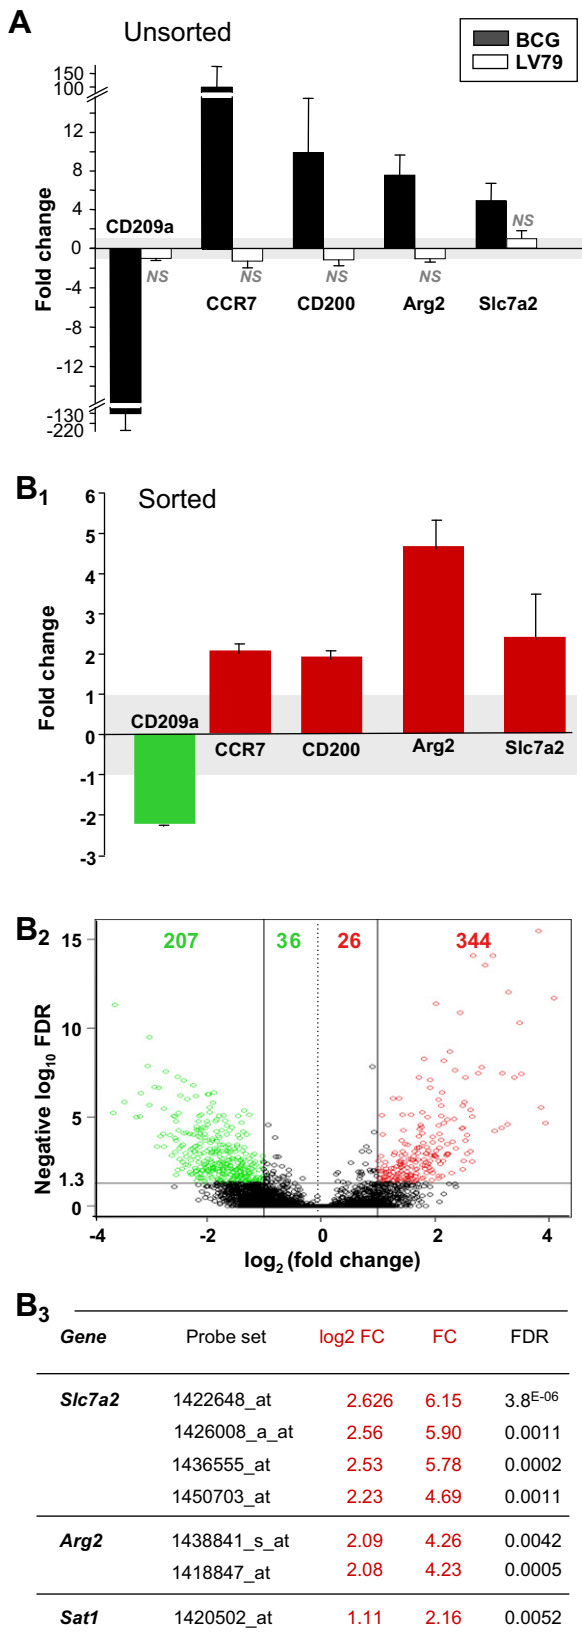 A
Unsorted
BCG
LV79
Fold change
150
100
12
8
4
0
-4
-8
-12
-130
-220
CD209a
NS
NS
NS
NS
NS
CCR7
CD200
Arg2
Slc7a2
B1
Sorted
Fold change
6
5
4
3
2
1
0
-1
-2
-3
CD209a
CCR7
CD200
Arg2
Slc7a2
B2
207
36
26
344
Negative log10 FDR
15
10
5
1.3
0
-4
-2
0
2
4
log2 (fold change)
B3
Gene Probe set log2 FC FC FDR
Slc7a2 1422648_at 2.626 6.15 3.8E-06
1426008_a_at 2.56 5.90 0.0011
1436555_at 2.53 5.78 0.0002
1450703_at 2.23 4.69 0.0011
Arg2 1438841_s_at 2.09 4.26 0.0042
1418847_at 2.08 4.23 0.0005
Sat1 1420502_at 1.11 2.16 0.0052